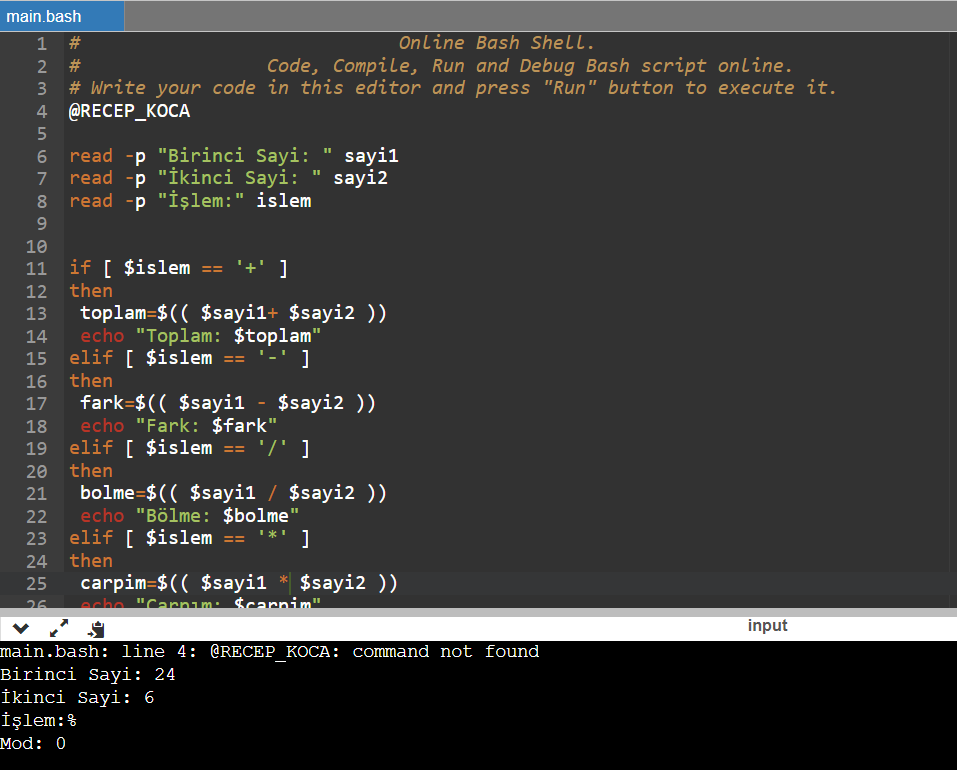 main.bash
1 # Online Bash Shell.
2 # Code, Compile, Run and Debug Bash script online.
3 # Write your code in this editor and press "Run" button to execute it.
4 @RECEP_KOCA
5
6 read -p "Birinci Sayi: " sayi1
7 read -p "İkinci Sayi: " sayi2
8 read -p "İşlem:" islem
9
10
11 if [ $islem == '+' ]
12 then
13 toplam=$(( $sayi1+ $sayi2 ))
14 echo "Toplam: $toplam"
15 elif [ $islem == '-' ]
16 then
17 fark=$(( $sayi1 - $sayi2 ))
18 echo "Fark: $fark"
19 elif [ $islem == '/' ]
20 then
21 bolme=$(( $sayi1 / $sayi2 ))
22 echo "Bölme: $bolme"
23 elif [ $islem == '*' ]
24 then
25 carpim=$(( $sayi1 * $sayi2 ))
26 echo "Carpım: $carpim"
input
main.bash: line 4: @RECEP_KOCA: command not found
Birinci Sayi: 24
İkinci Sayi: 6
İşlem:%
Mod: 0